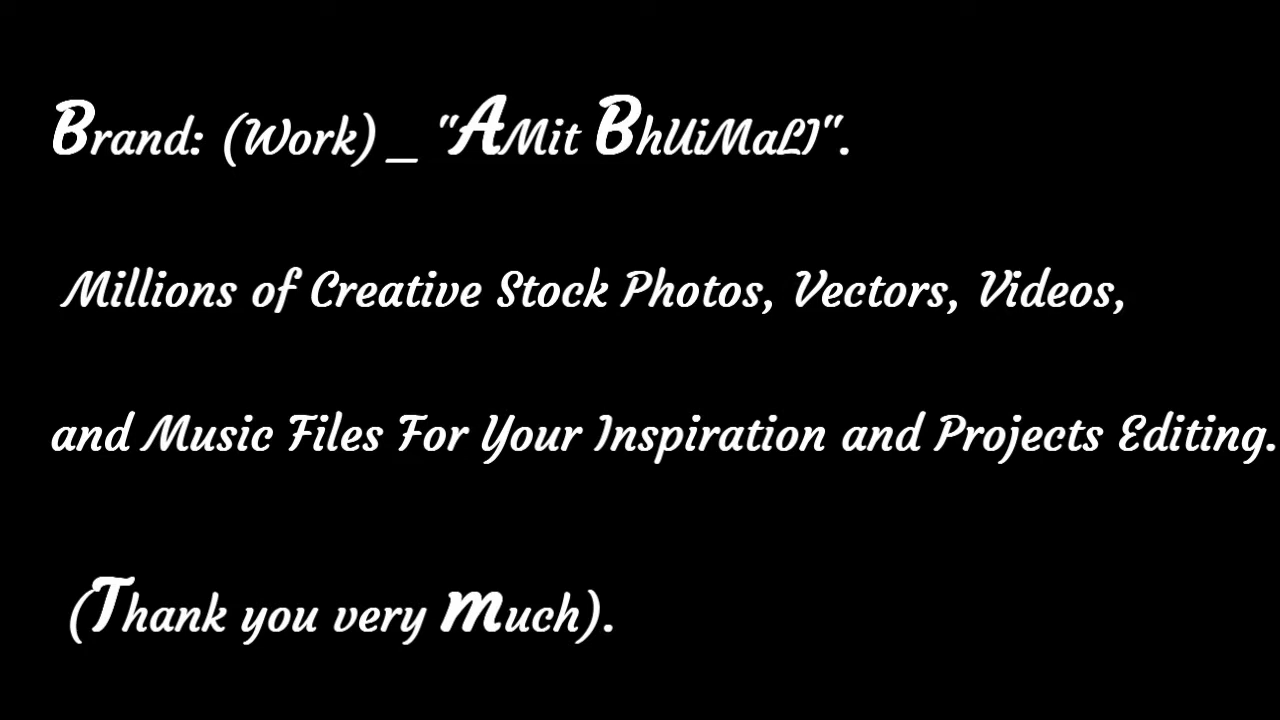 Brand: (Work) _ "AMit BhUiMaLI".
Millions of Creative Stock Photos, Vectors, Videos,
and Music Files For Your Inspiration and Projects Editing.
(Thank you very much).